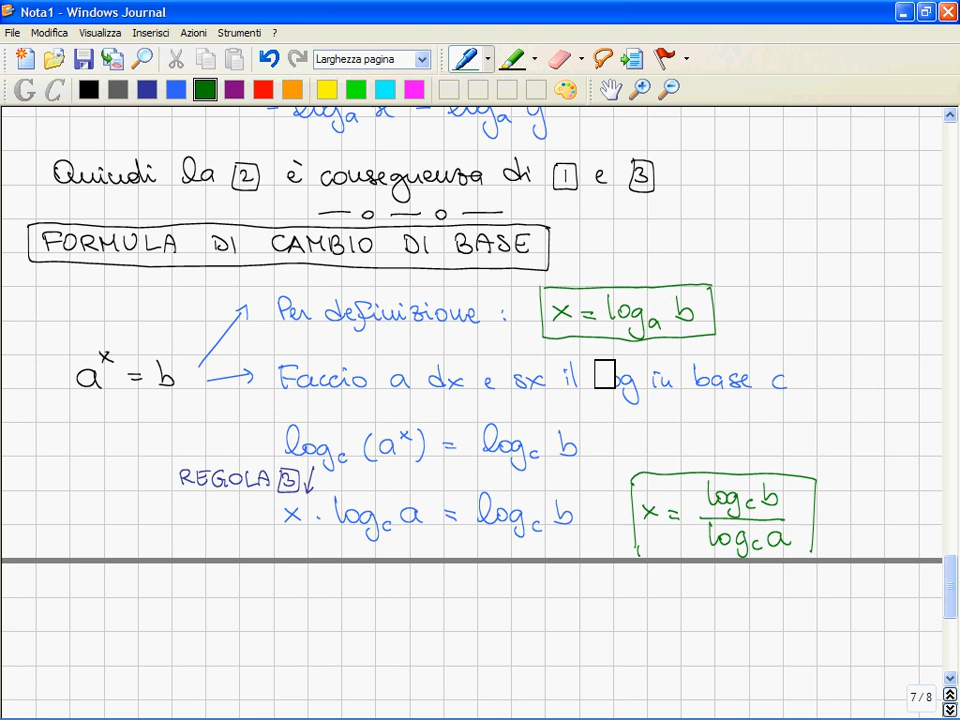 Nota1 - Windows Journal
File Modifica Visualizza Inserisci Azioni Strumenti ?
Larghezza pagina
G C
= log_a x - log_a y
Quindi la 2 è conseguenza di 1 e 3
FORMULA DI CAMBIO DI BASE
Per definizione : x = log_a b
a^x = b
Faccio a dx e sx il log in base c
log_c (a^x) = log_c b
REGOLA 3 ↓
x · log_c a = log_c b
x = log_c b / log_c a
7 / 8